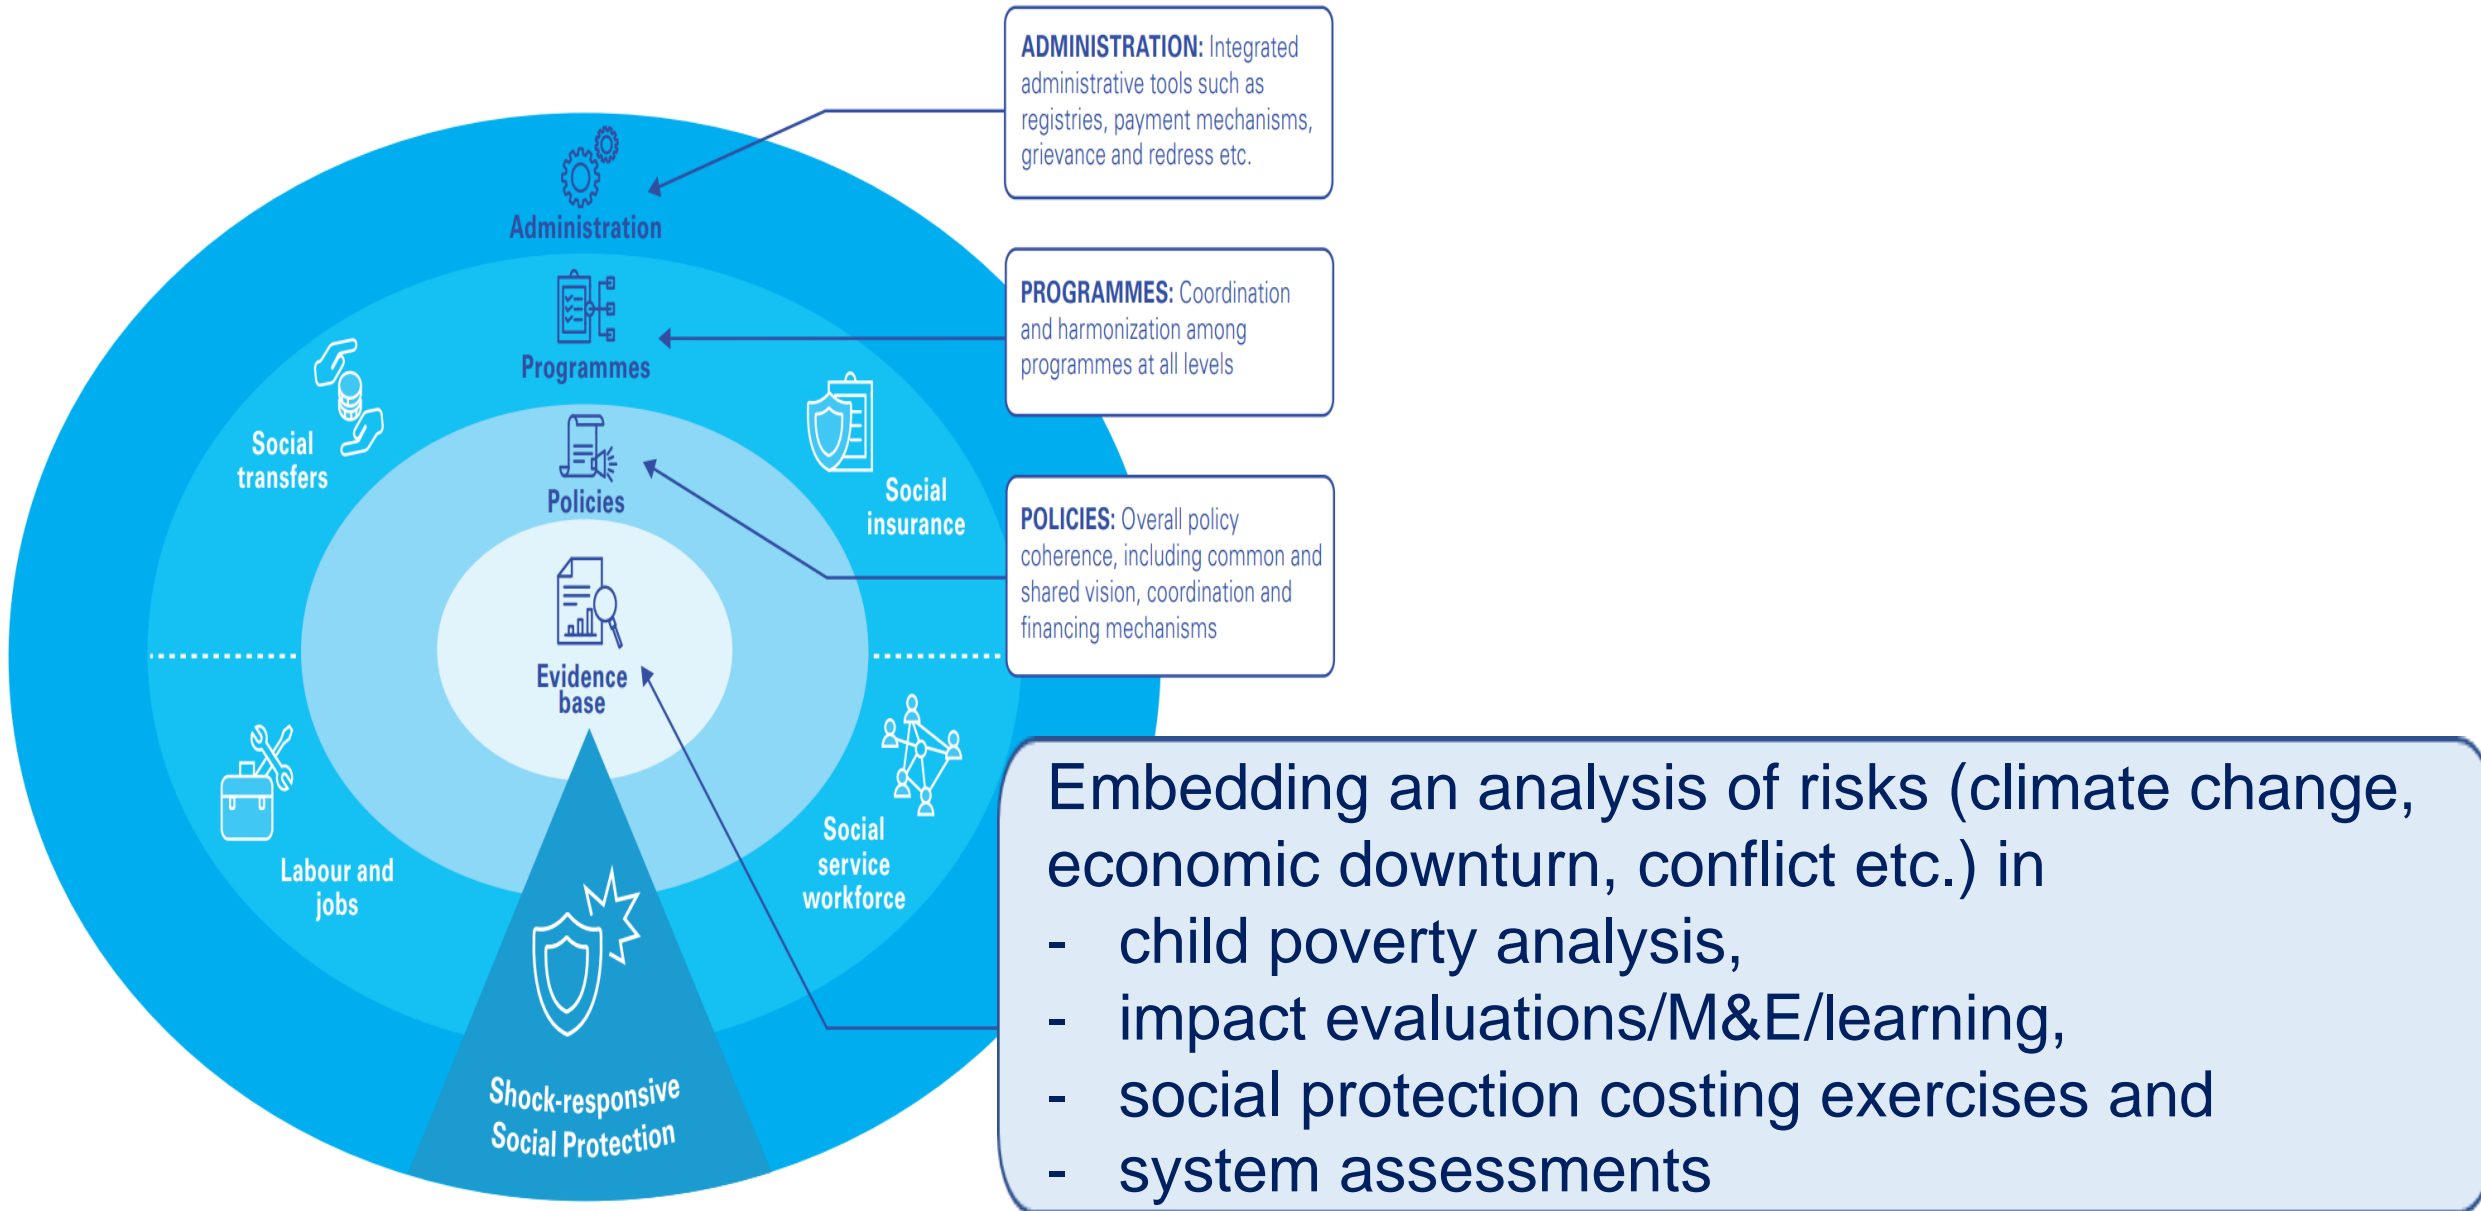 ADMINISTRATION: Integrated
administrative tools such as
registries, payment mechanisms,
grievance and redress etc.
Administration
PROGRAMMES: Coordination
and harmonization among
programmes at all levels
Programmes
Social
transfers
Policies
Social
insurance
POLICIES: Overall policy
coherence, including common and
shared vision, coordination and
financing mechanisms
Evidence
base
Labour and
jobs
Social
service
workforce
Shock-responsive
Social Protection
Embedding an analysis of risks (climate change,
economic downturn, conflict etc.) in
- child poverty analysis,
- impact evaluations/M&E/learning,
- social protection costing exercises and
- system assessments